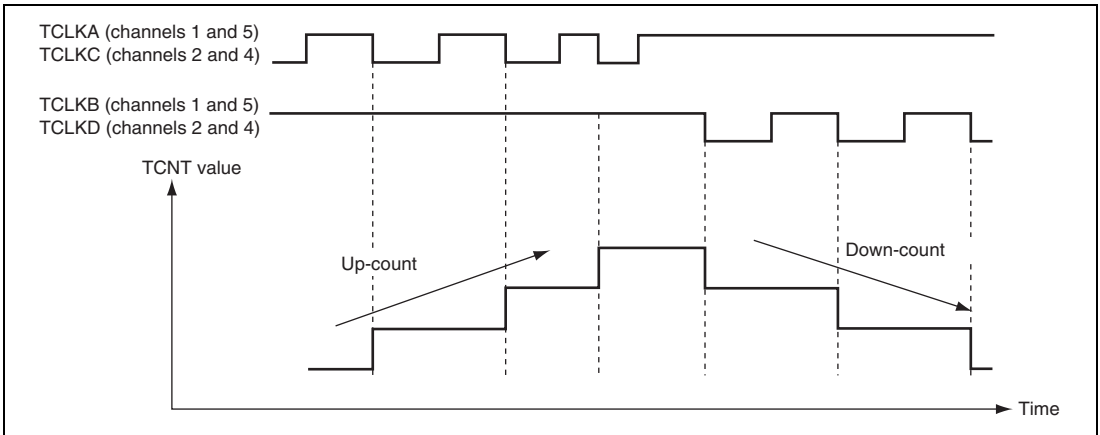 TCLKA (channels 1 and 5)
TCLKC (channels 2 and 4)
TCLKB (channels 1 and 5)
TCLKD (channels 2 and 4)
TCNT value
Up-count
Down-count
Time